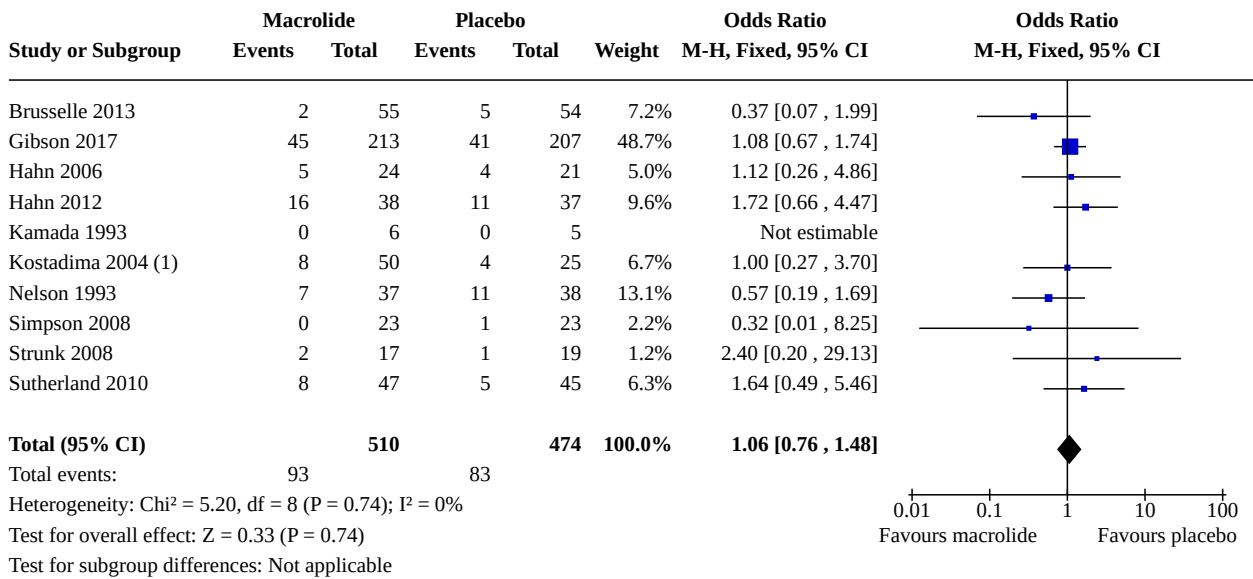 Macrolide Placebo Odds Ratio Odds Ratio
Study or Subgroup Events Total Events Total Weight M-H, Fixed, 95% CI M-H, Fixed, 95% CI
Brusselle 2013 2 55 5 54 7.2% 0.37 [0.07 , 1.99]
Gibson 2017 45 213 41 207 48.7% 1.08 [0.67 , 1.74]
Hahn 2006 5 24 4 21 5.0% 1.12 [0.26 , 4.86]
Hahn 2012 16 38 11 37 9.6% 1.72 [0.66 , 4.47]
Kamada 1993 0 6 0 5 Not estimable
Kostadima 2004 (1) 8 50 4 25 6.7% 1.00 [0.27 , 3.70]
Nelson 1993 7 37 11 38 13.1% 0.57 [0.19 , 1.69]
Simpson 2008 0 23 1 23 2.2% 0.32 [0.01 , 8.25]
Strunk 2008 2 17 1 19 1.2% 2.40 [0.20 , 29.13]
Sutherland 2010 8 47 5 45 6.3% 1.64 [0.49 , 5.46]
Total (95% CI) 510 474 100.0% 1.06 [0.76 , 1.48]
Total events: 93 83
Heterogeneity: Chi² = 5.20, df = 8 (P = 0.74); I² = 0%
Test for overall effect: Z = 0.33 (P = 0.74)
Test for subgroup differences: Not applicable
0.01 0.1 1 10 100
Favours macrolide Favours placebo